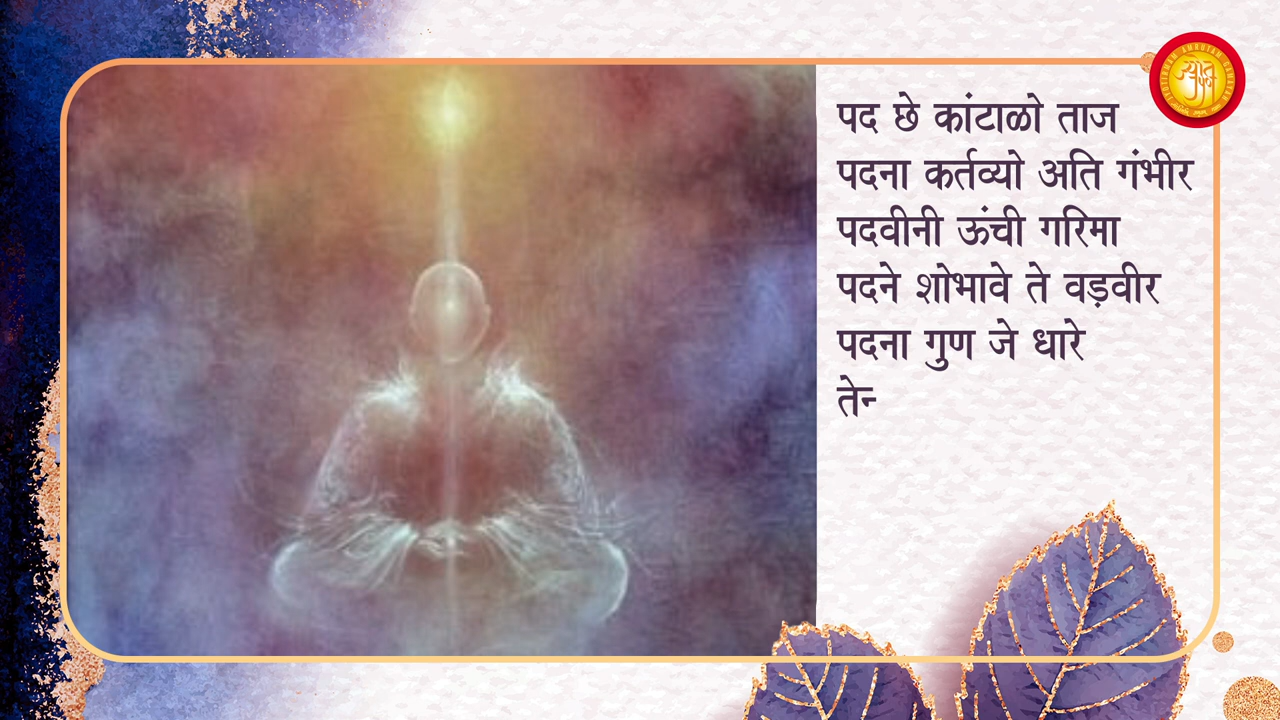 पद छे कांटाळो ताज
पदना कर्तव्यो अति गंभीर
पदवीनी ऊंची गरिमा
पदने शोभावे ते वड़वीर
पदना गुण जे धारे
तेन्